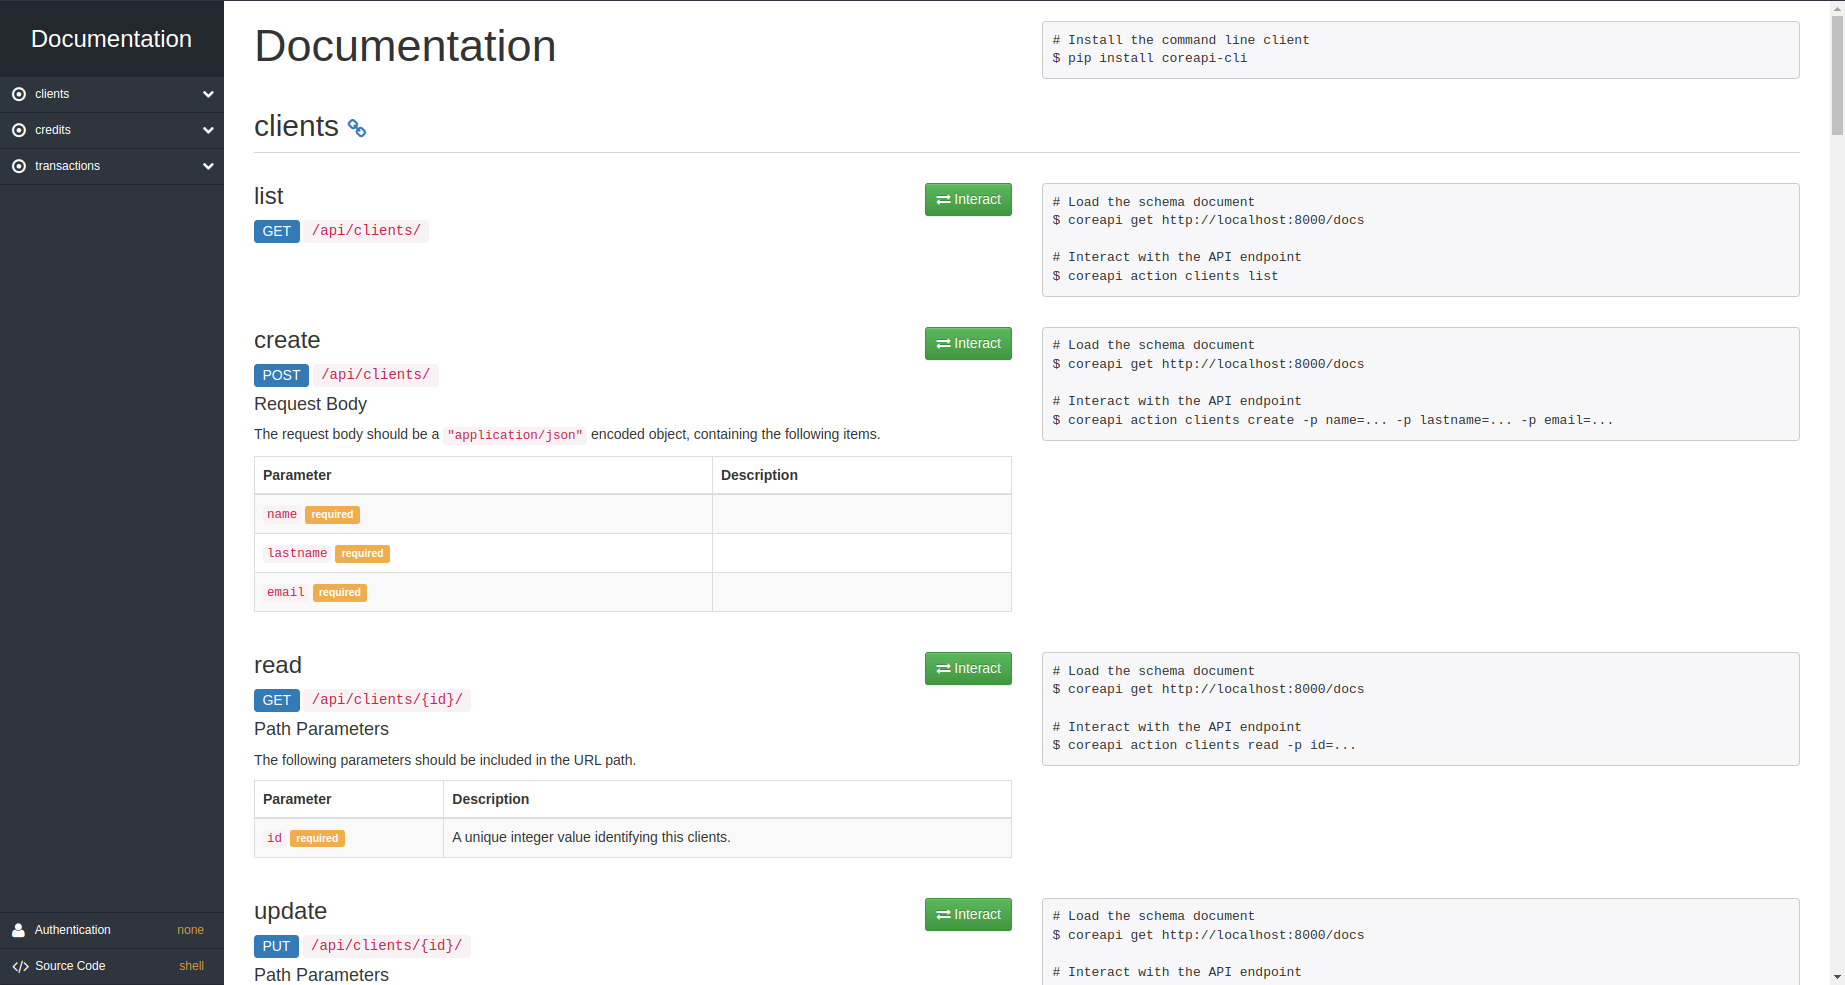 Documentation
clients
credits
transactions
Authentication none
Source Code shell
Documentation
# Install the command line client
$ pip install coreapi-cli
clients
list
Interact
GET /api/clients/
# Load the schema document
$ coreapi get http://localhost:8000/docs
# Interact with the API endpoint
$ coreapi action clients list
create
Interact
POST /api/clients/
Request Body
The request body should be a "application/json" encoded object, containing the following items.
Parameter Description
name required
lastname required
email required
# Load the schema document
$ coreapi get http://localhost:8000/docs
# Interact with the API endpoint
$ coreapi action clients create -p name=... -p lastname=... -p email=...
read
Interact
GET /api/clients/{id}/
Path Parameters
The following parameters should be included in the URL path.
Parameter Description
id required A unique integer value identifying this clients.
# Load the schema document
$ coreapi get http://localhost:8000/docs
# Interact with the API endpoint
$ coreapi action clients read -p id=...
update
Interact
PUT /api/clients/{id}/
Path Parameters
# Load the schema document
$ coreapi get http://localhost:8000/docs
# Interact with the API endpoint